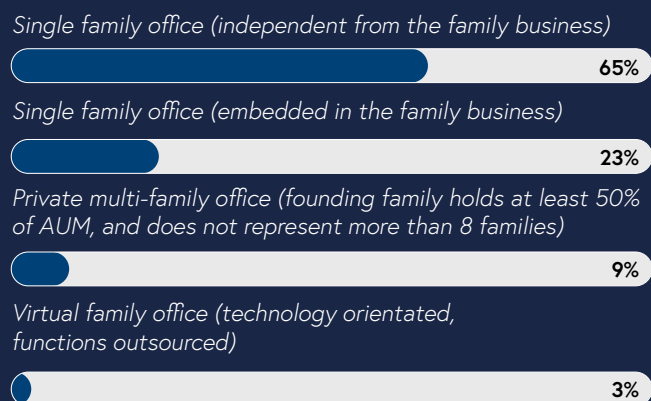 Single family office (independent from the family business)
65%
Single family office (embedded in the family business)
23%
Private multi-family office (founding family holds at least 50%
of AUM, and does not represent more than 8 families)
9%
Virtual family office (technology orientated,
functions outsourced)
3%